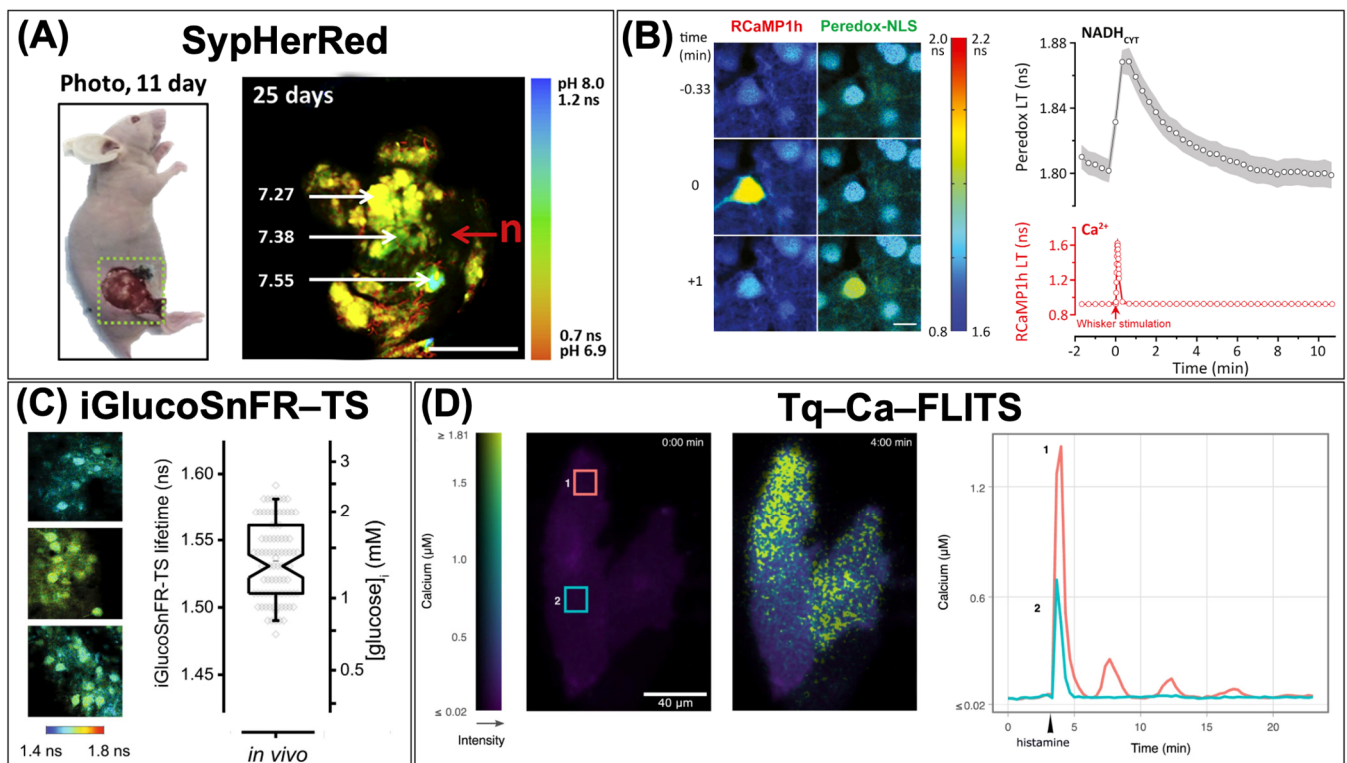 (A)
SypHerRed
Photo, 11 day
25 days
7.27
7.38
7.55
n
pH 8.0
1.2 ns
0.7 ns
pH 6.9
(B)
time
(min)
RCaMP1h
Peredox-NLS
-0.33
0
+1
2.0
ns
2.2
ns
0.8
1.6
NADHCYT
Peredox LT (ns)
1.88
1.84
1.80
Ca²⁺
RCaMP1h LT (ns)
1.6
1.2
0.8
Whisker stimulation
-2 0 2 4 6 8 10
Time (min)
(C)
iGlucoSnFR–TS
1.4 ns 1.8 ns
iGlucoSnFR-TS lifetime (ns)
1.60
1.55
1.50
1.45
3
2
1
0.5
[glucose]i (mM)
in vivo
(D)
Tq–Ca–FLITS
≥ 1.81
1.5
1.0
0.5
≤ 0.02
Calcium (μM)
Intensity
0:00 min
1
2
40 μm
4:00 min
Calcium (μM)
1.2
0.6
≤0.02
1
2
0 5 10 15 20
histamine
Time (min)